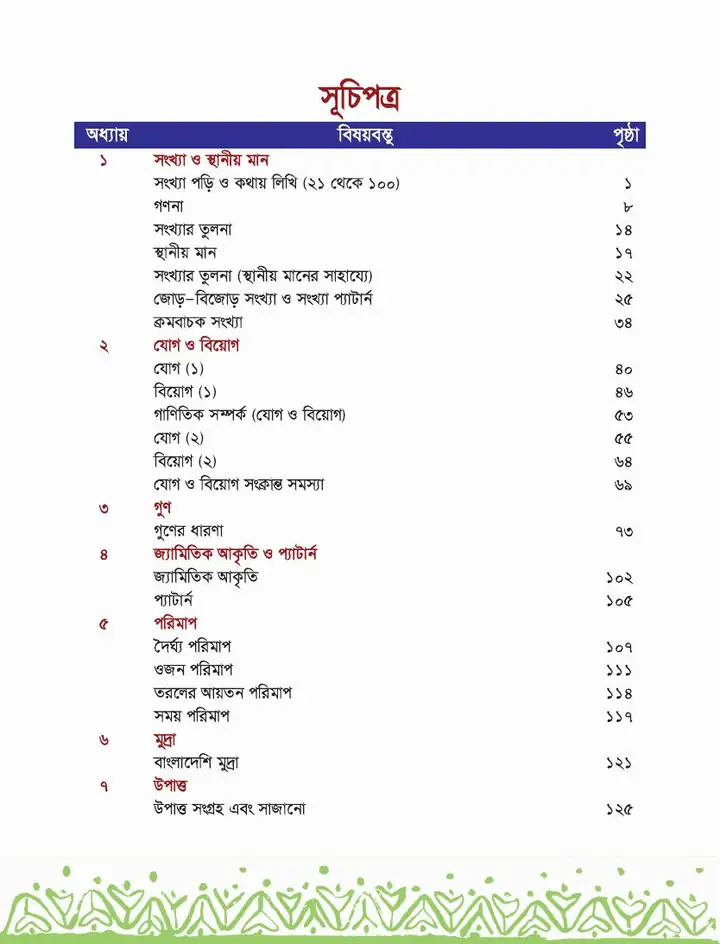 সূচিপত্র
অধ্যায় বিষয়বস্তু পৃষ্ঠা
১ সংখ্যা ও স্থানীয় মান
সংখ্যা পড়ি ও কথায় লিখি (২১ থেকে ১০০) ১
গণনা ৮
সংখ্যার তুলনা ১৪
স্থানীয় মান ১৭
সংখ্যার তুলনা (স্থানীয় মানের সাহায্যে) ২২
জোড়-বিজোড় সংখ্যা ও সংখ্যা প্যাটার্ন ২৫
ক্রমবাচক সংখ্যা ৩৪
২ যোগ ও বিয়োগ
যোগ (১) ৪০
বিয়োগ (১) ৪৬
গাণিতিক সম্পর্ক (যোগ ও বিয়োগ) ৫৩
যোগ (২) ৫৫
বিয়োগ (২) ৬৪
যোগ ও বিয়োগ সংক্রান্ত সমস্যা ৬৯
৩ গুণ
গুণের ধারণা ৭৩
৪ জ্যামিতিক আকৃতি ও প্যাটার্ন
জ্যামিতিক আকৃতি ১০২
প্যাটার্ন ১০৫
৫ পরিমাপ
দৈর্ঘ্য পরিমাপ ১০৭
ওজন পরিমাপ ১১১
তরলের আয়তন পরিমাপ ১১৪
সময় পরিমাপ ১১৭
৬ মুদ্রা
বাংলাদেশি মুদ্রা ১২১
৭ উপাত্ত
উপাত্ত সংগ্রহ এবং সাজানো ১২৫